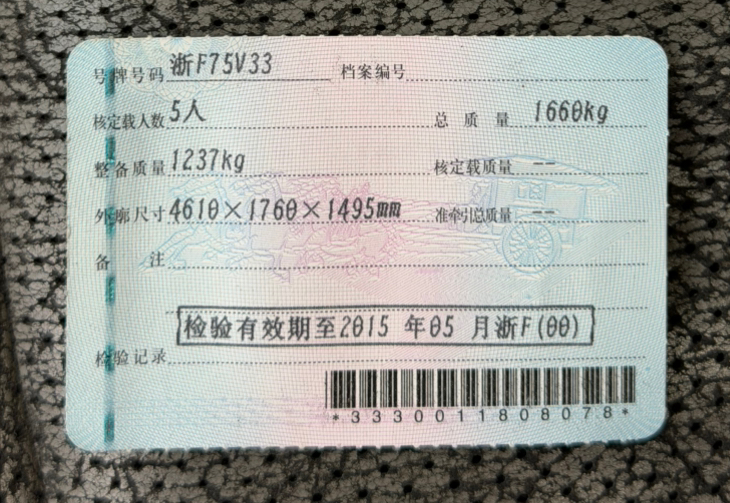 号牌号码 浙F75V33 档案编号
核定载人数 5人 总质量 1660kg
整备质量 1237kg 核定载质量 --
外廓尺寸 4610×1760×1495mm 准牵引总质量 --
备注
检验有效期至2015 年05 月浙F(00)
检验记录
*3330011808078*